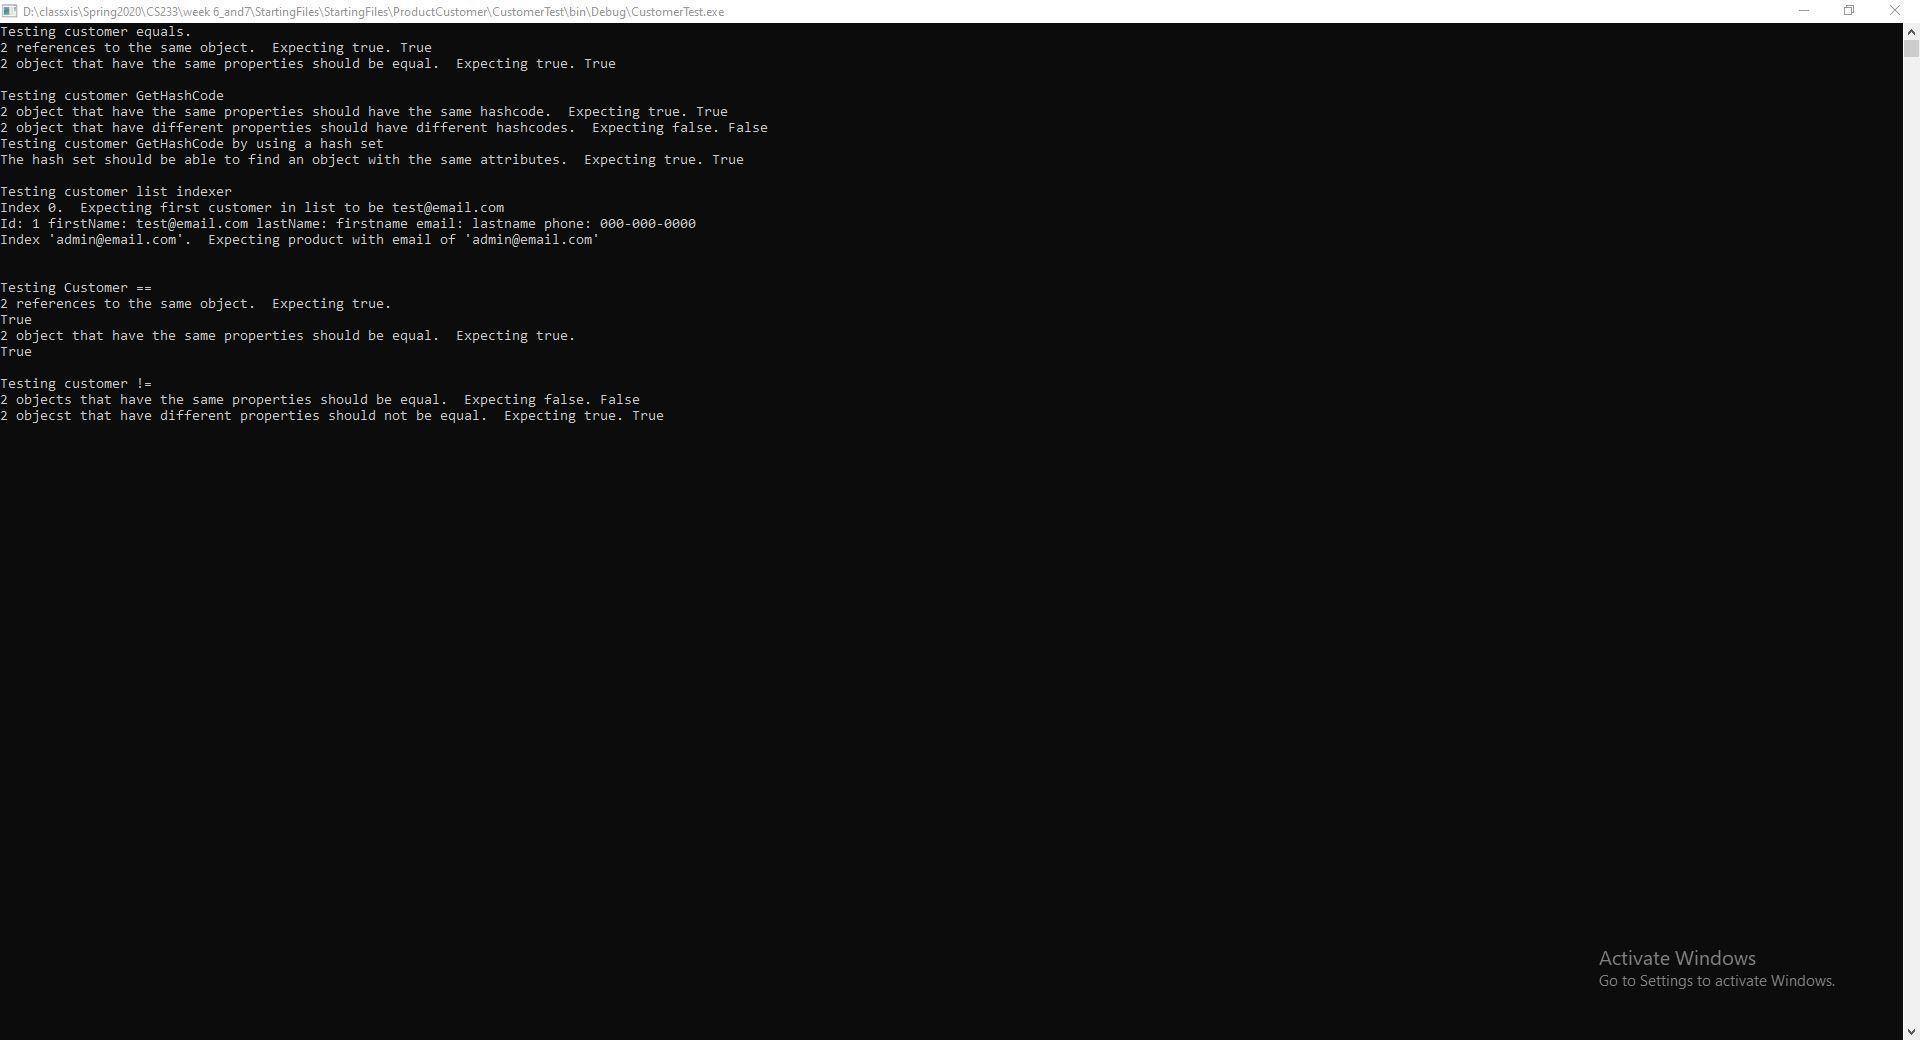 D:\classxis\Spring2020\CS233\week 6_and7\StartingFiles\StartingFiles\ProductCustomer\CustomerTest\bin\Debug\CustomerTest.exe
Testing customer equals.
2 references to the same object.  Expecting true. True
2 object that have the same properties should be equal.  Expecting true. True
Testing customer GetHashCode
2 object that have the same properties should have the same hashcode.  Expecting true. True
2 object that have different properties should have different hashcodes.  Expecting false. False
Testing customer GetHashCode by using a hash set
The hash set should be able to find an object with the same attributes.  Expecting true. True
Testing customer list indexer
Index 0.  Expecting first customer in list to be test@email.com
Id: 1 firstName: test@email.com lastName: firstname email: lastname phone: 000-000-0000
Index 'admin@email.com'.  Expecting product with email of 'admin@email.com'
Testing Customer ==
2 references to the same object.  Expecting true.
True
2 object that have the same properties should be equal.  Expecting true.
True
Testing customer !=
2 objects that have the same properties should be equal.  Expecting false. False
2 objecst that have different properties should not be equal.  Expecting true. True
Activate Windows
Go to Settings to activate Windows.